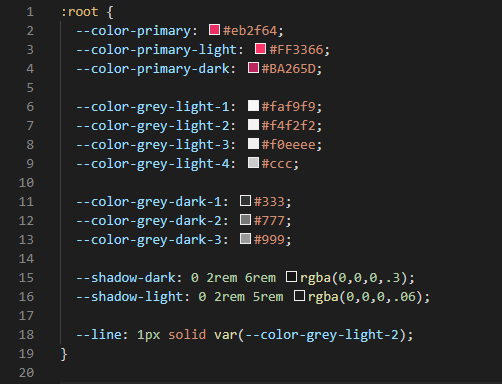 1 :root {
2 --color-primary: #eb2f64;
3 --color-primary-light: #FF3366;
4 --color-primary-dark: #BA265D;
5
6 --color-grey-light-1: #faf9f9;
7 --color-grey-light-2: #f4f2f2;
8 --color-grey-light-3: #f0eeee;
9 --color-grey-light-4: #ccc;
10
11 --color-grey-dark-1: #333;
12 --color-grey-dark-2: #777;
13 --color-grey-dark-3: #999;
14
15 --shadow-dark: 0 2rem 6rem rgba(0,0,0,.3);
16 --shadow-light: 0 2rem 5rem rgba(0,0,0,.06);
17
18 --line: 1px solid var(--color-grey-light-2);
19 }
20